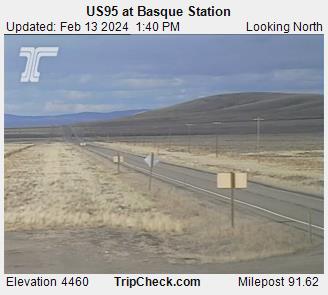 US95 at Basque Station
Updated: Feb 13 2024 1:40 PM Looking North
Elevation 4460 TripCheck.com Milepost 91.62